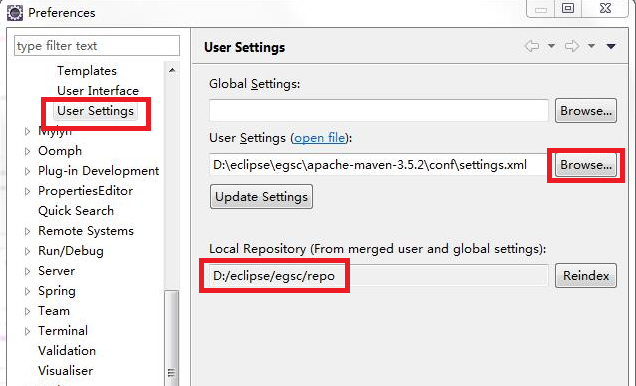 Preferences
type filter text
Templates
User Interface
User Settings
Mylyn
Oomph
Plug-in Development
PropertiesEditor
Quick Search
Remote Systems
Run/Debug
Server
Spring
Team
Terminal
Validation
Visualiser
User Settings
Global Settings:
Browse...
User Settings (open file):
D:\eclipse\egsc\apache-maven-3.5.2\conf\settings.xml
Browse...
Update Settings
Local Repository (From merged user and global settings):
D:/eclipse/egsc/repo
Reindex